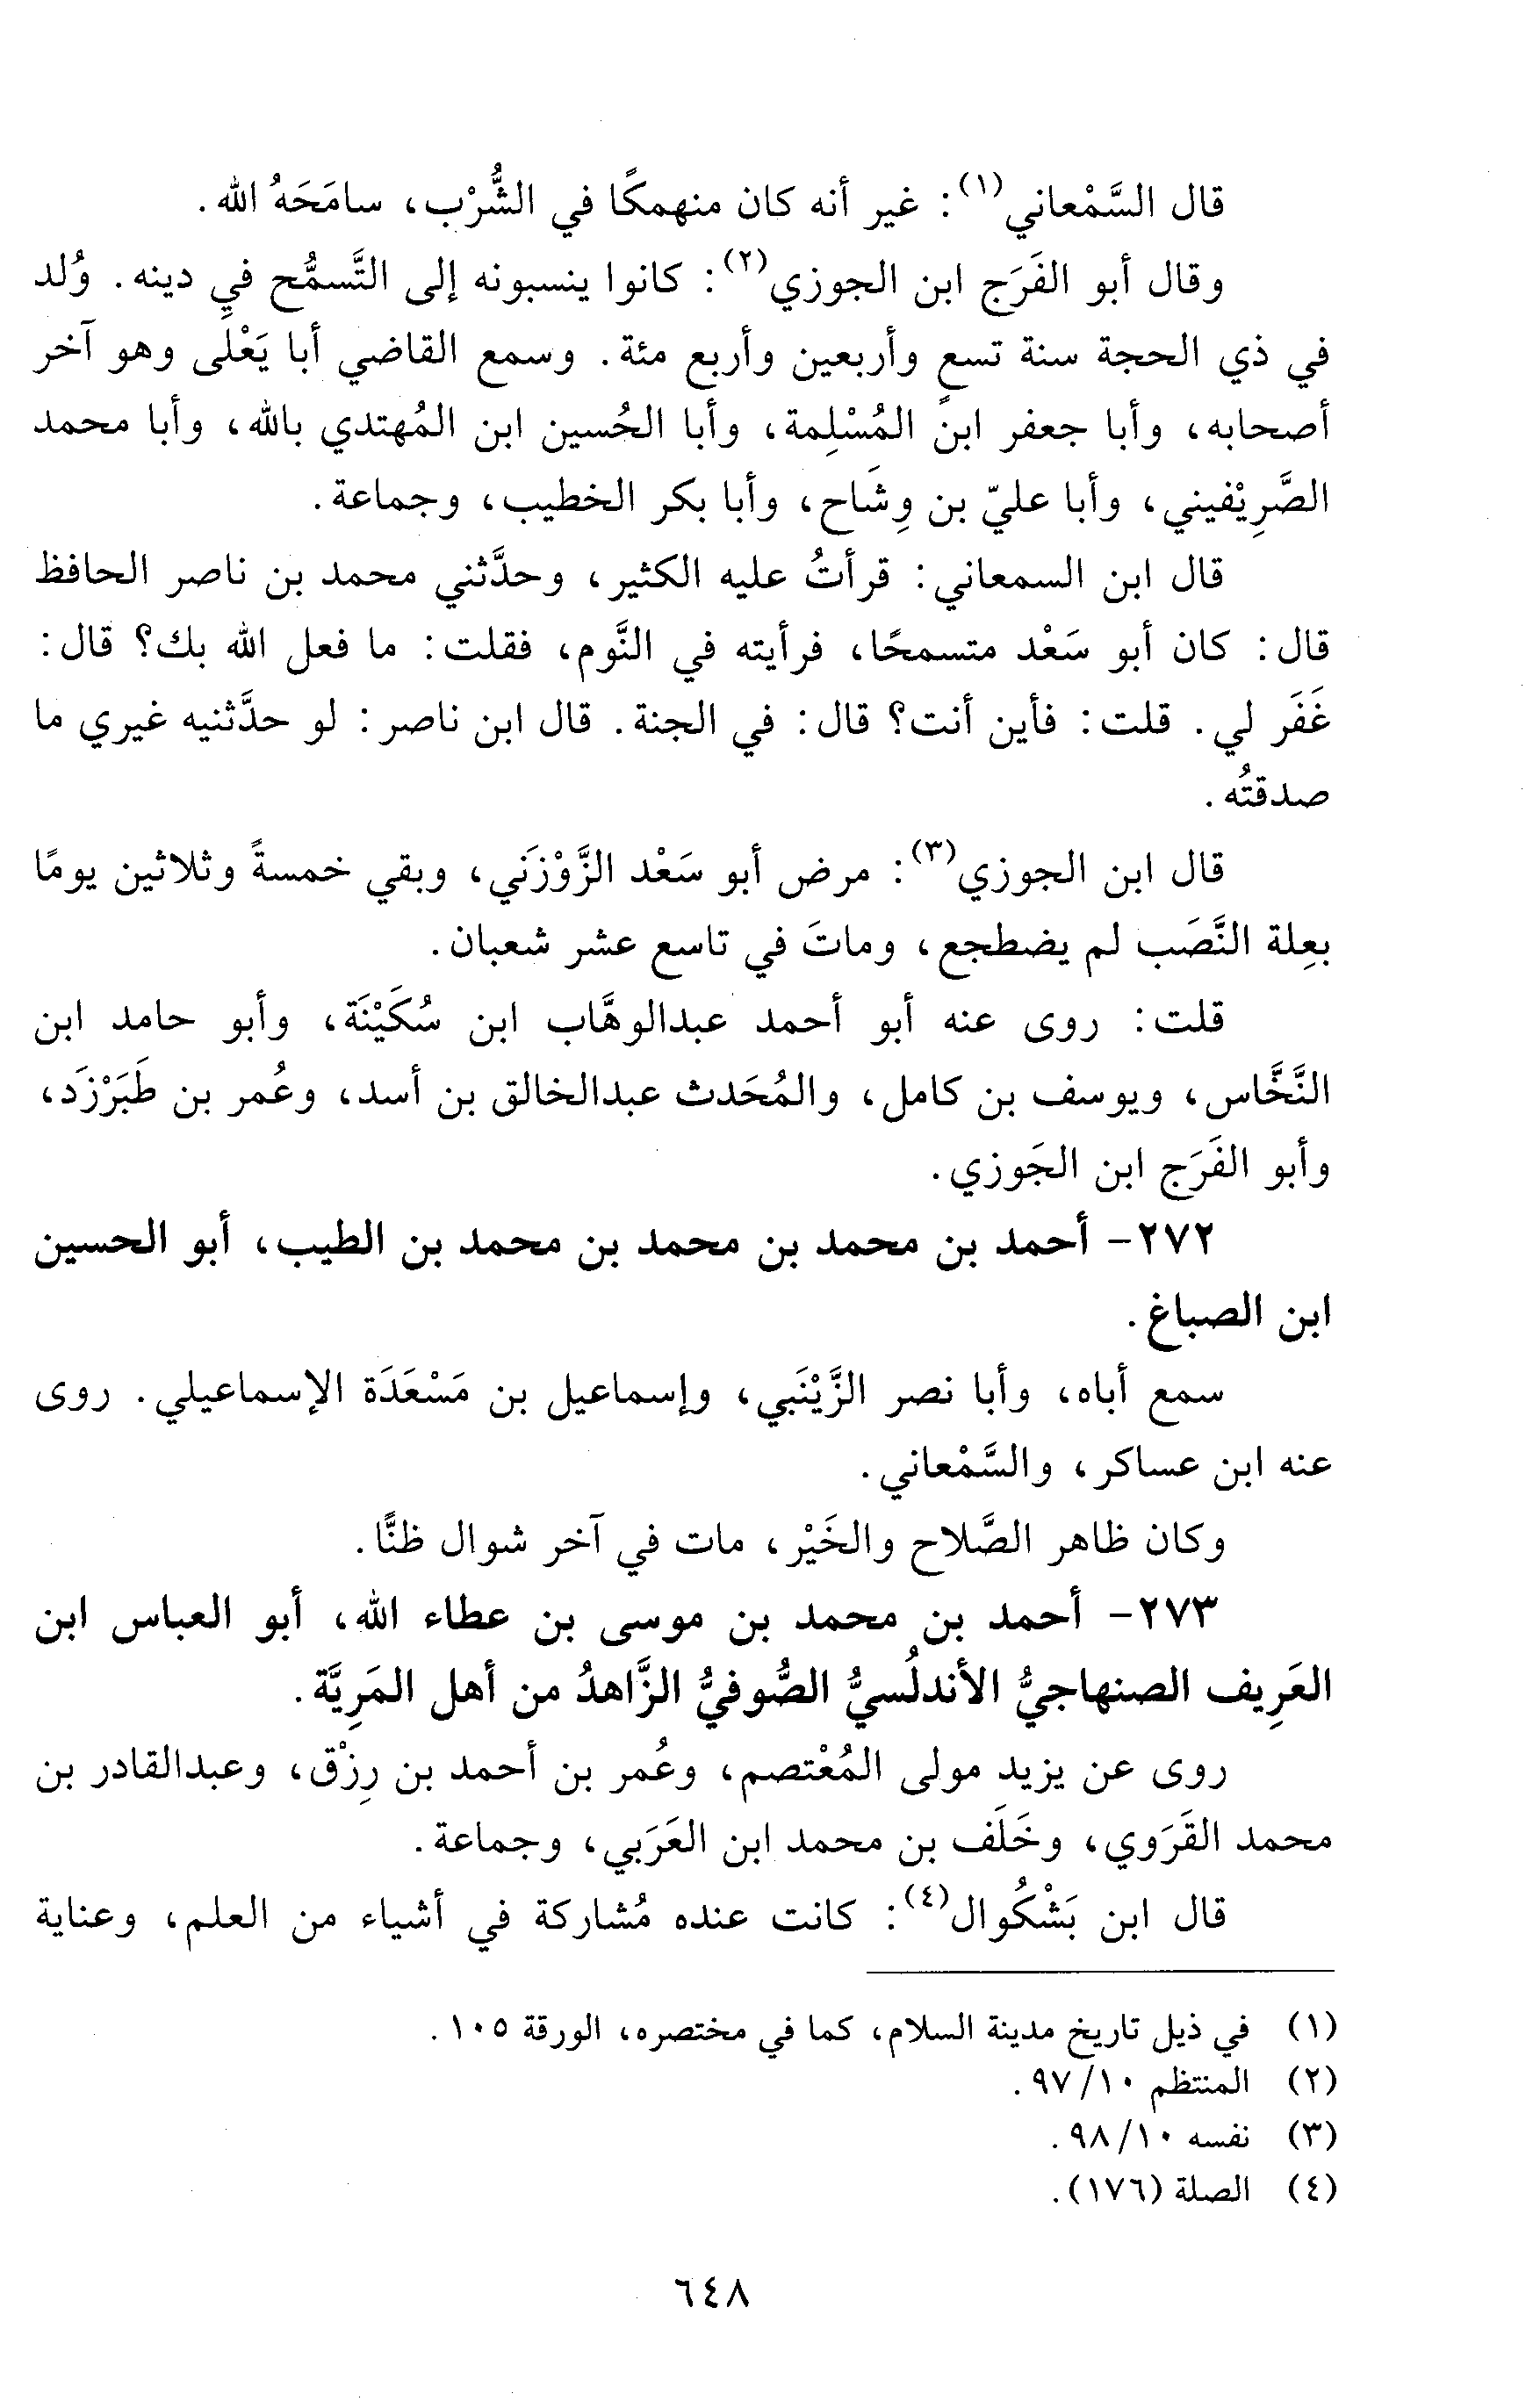 قال السَّمْعاني(١): غير أنه كان منهمكًا في الشُّرْب، سامَحَهُ الله.
وقال أبو الفَرَج ابن الجوزي(٢): كانوا ينسبونه إلى التَّسمُّح في دينه. وُلد
في ذي الحجة سنة تسعٍ وأربعين وأربع مئة. وسمع القاضي أبا يَعْلَى وهو آخر
أصحابه، وأبا جعفر ابن المُسْلِمة، وأبا الحُسين ابن المُهتدي بالله، وأبا محمد
الصَّرِيْفيني، وأبا عليّ بن وِشَاح، وأبا بكر الخطيب، وجماعة.
قال ابن السمعاني: قرأتُ عليه الكثير، وحدَّثني محمد بن ناصر الحافظ
قال: كان أبو سَعْد متسمحًا، فرأيته في النَّوم، فقلت: ما فعل الله بك؟ قال:
غَفَر لي. قلت: فأين أنت؟ قال: في الجنة. قال ابن ناصر: لو حدَّثنيه غيري ما
صدقتُه.
قال ابن الجوزي(٣): مرض أبو سَعْد الزَّوْزَني، وبقي خمسةً وثلاثين يومًا
بعِلة النَّصَب لم يضطجع، وماتَ في تاسع عشر شعبان.
قلت: روى عنه أبو أحمد عبدالوهَّاب ابن سُكَيْنَة، وأبو حامد ابن
النَّخَّاس، ويوسف بن كامل، والمُحَدث عبدالخالق بن أسد، وعُمر بن طَبَرْزَد،
وأبو الفَرَج ابن الجَوزي.
٢٧٢- أحمد بن محمد بن محمد بن محمد بن الطيب، أبو الحسين
ابن الصباغ.
سمع أباه، وأبا نصر الزَّيْنَبي، وإسماعيل بن مَسْعَدَة الإسماعيلي. روى
عنه ابن عساكر، والسَّمْعاني.
وكان ظاهر الصَّلاح والخَيْر، مات في آخر شوال ظنًّا.
٢٧٣- أحمد بن محمد بن موسى بن عطاء الله، أبو العباس ابن
العَرِيف الصنهاجيُّ الأندلُسيُّ الصُّوفيُّ الزَّاهدُ من أهل المَرِيَّة.
روى عن يزيد مولى المُعْتصم، وعُمر بن أحمد بن رِزْق، وعبدالقادر بن
محمد القَرَوي، وخَلَف بن محمد ابن العَرَبي، وجماعة.
قال ابن بَشْكُوال(٤): كانت عنده مُشاركة في أشياء من العلم، وعناية
(١) في ذيل تاريخ مدينة السلام، كما في مختصره، الورقة ١٠٥.
(٢) المنتظم ١٠/ ٩٧.
(٣) نفسه ١٠/ ٩٨.
(٤) الصلة (١٧٦).
٦٤٨